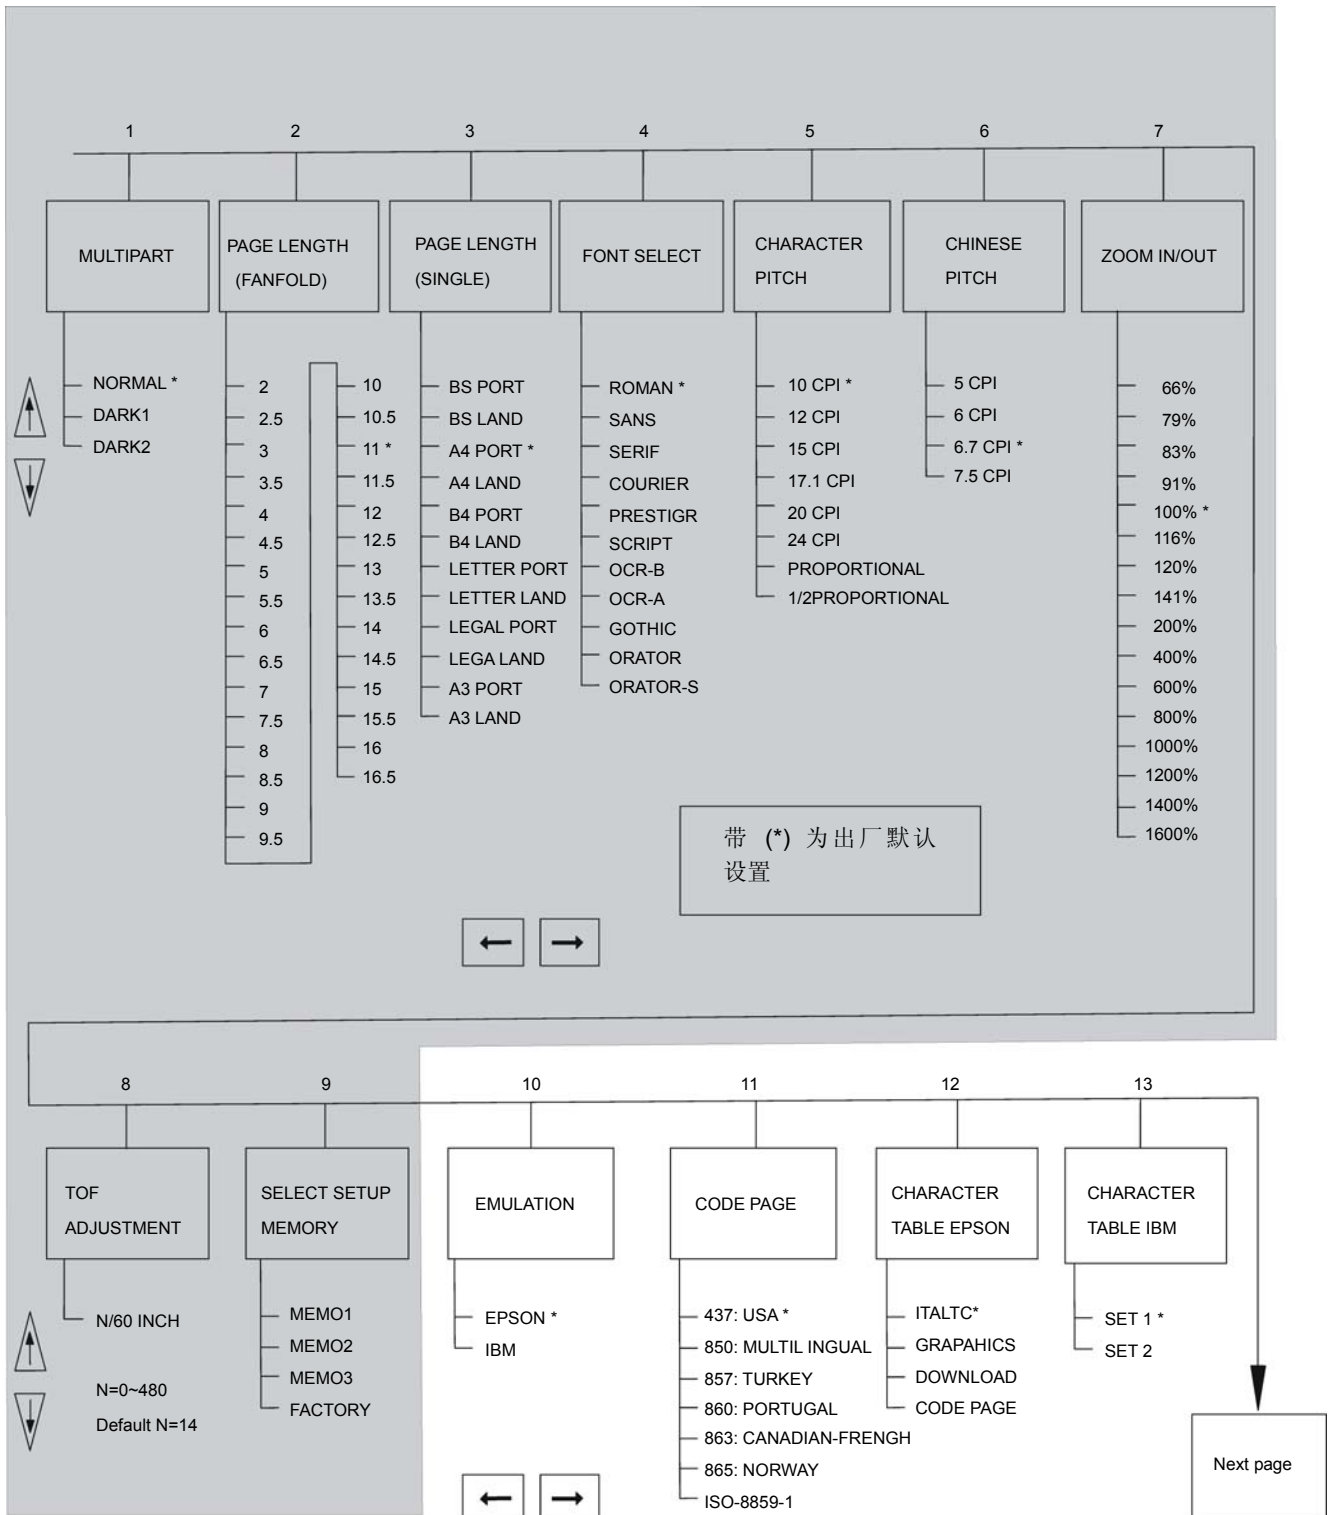 1
2
3
4
5
6
7
MULTIPART
PAGE LENGTH
(FANFOLD)
PAGE LENGTH
(SINGLE)
FONT SELECT
CHARACTER
PITCH
CHINESE
PITCH
ZOOM IN/OUT
NORMAL *
DARK1
DARK2
2
2.5
3
3.5
4
4.5
5
5.5
6
6.5
7
7.5
8
8.5
9
9.5
10
10.5
11 *
11.5
12
12.5
13
13.5
14
14.5
15
15.5
16
16.5
BS PORT
BS LAND
A4 PORT *
A4 LAND
B4 PORT
B4 LAND
LETTER PORT
LETTER LAND
LEGAL PORT
LEGA LAND
A3 PORT
A3 LAND
ROMAN *
SANS
SERIF
COURIER
PRESTIGR
SCRIPT
OCR-B
OCR-A
GOTHIC
ORATOR
ORATOR-S
10 CPI *
12 CPI
15 CPI
17.1 CPI
20 CPI
24 CPI
PROPORTIONAL
1/2PROPORTIONAL
5 CPI
6 CPI
6.7 CPI *
7.5 CPI
66%
79%
83%
91%
100% *
116%
120%
141%
200%
400%
600%
800%
1000%
1200%
1400%
1600%
带 (*) 为出厂默认
设置
8
9
10
11
12
13
TOF
ADJUSTMENT
SELECT SETUP
MEMORY
EMULATION
CODE PAGE
CHARACTER
TABLE EPSON
CHARACTER
TABLE IBM
N/60 INCH
N=0~480
Default N=14
MEMO1
MEMO2
MEMO3
FACTORY
EPSON *
IBM
437: USA *
850: MULTIL INGUAL
857: TURKEY
860: PORTUGAL
863: CANADIAN-FRENGH
865: NORWAY
ISO-8859-1
ITALTC*
GRAPAHICS
DOWNLOAD
CODE PAGE
SET 1 *
SET 2
Next page